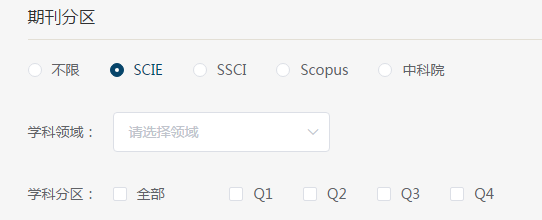 期刊分区
不限 SCIE SSCI Scopus 中科院
学科领域： 请选择领域
学科分区： 全部 Q1 Q2 Q3 Q4